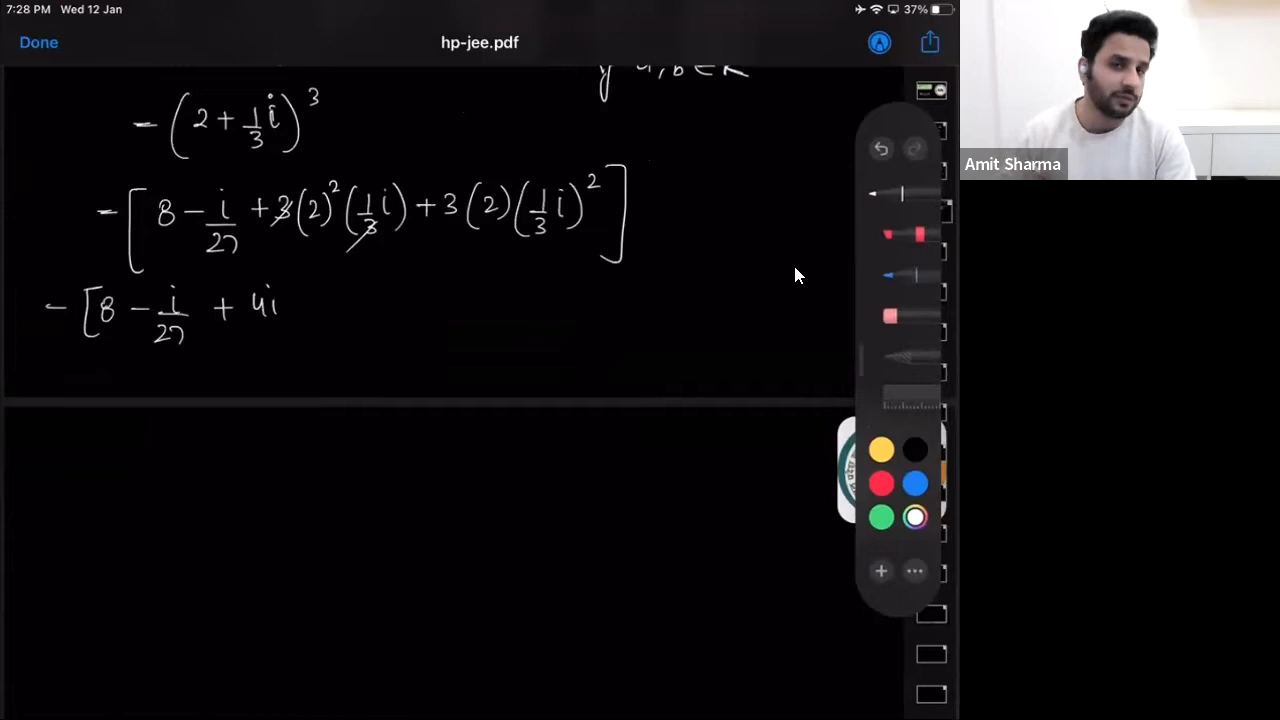 7:28 PM Wed 12 Jan
37%
Done
hp-jee.pdf
Amit Sharma
- (2 + 1/3 i)^3
- [8 - i/27 + 3(2)^2(1/3 i) + 3(2)(1/3 i)^2]
- [8 - i/27 + 4i